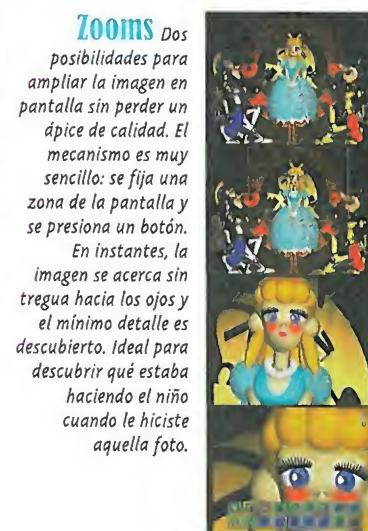 Zooms Dos
posibilidades para
ampliar la imagen en
pantalla sin perder un
ápice de calidad. El
mecanismo es muy
sencillo: se fija una
zona de la pantalla y
se presiona un botón.
En instantes, la
imagen se acerca sin
tregua hacia los ojos y
el mínimo detalle es
descubierto. Ideal para
descubrir qué estaba
haciendo el niño
cuando le hiciste
aquella foto.